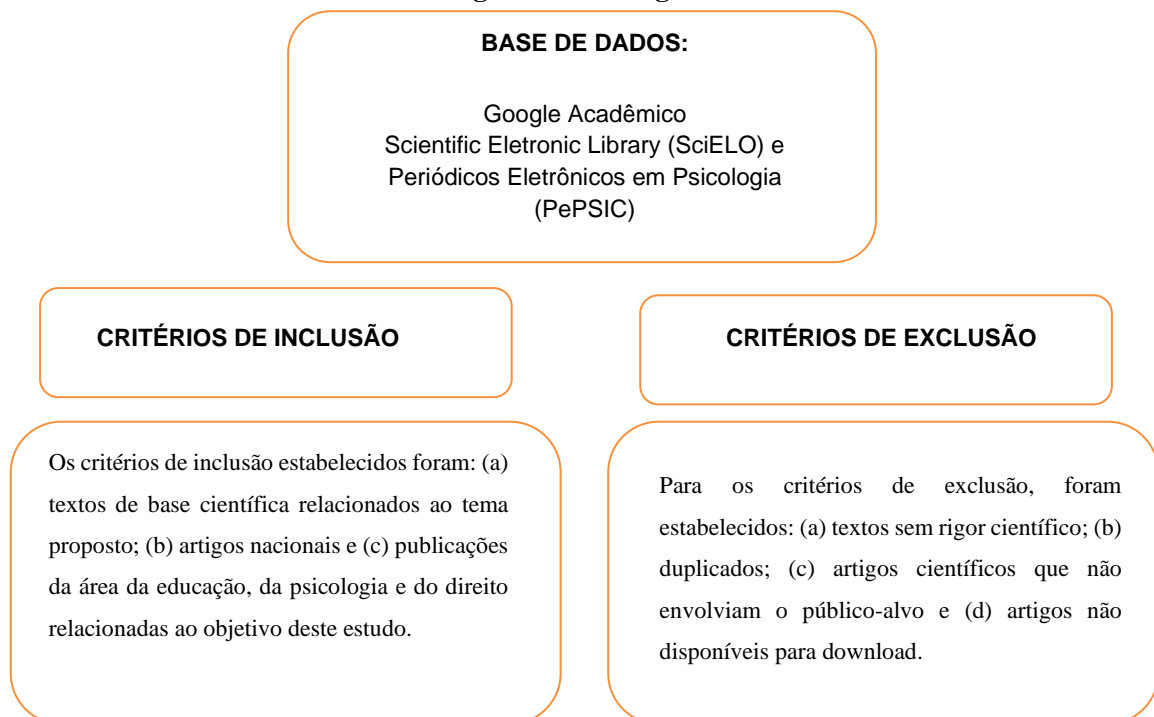 BASE DE DADOS:
Google Acadêmico
Scientific Eletronic Library (SciELO) e
Periódicos Eletrônicos em Psicologia
(PePSIC)
CRITÉRIOS DE INCLUSÃO
Os critérios de inclusão estabelecidos foram: (a)
textos de base científica relacionados ao tema
proposto; (b) artigos nacionais e (c) publicações
da área da educação, da psicologia e do direito
relacionadas ao objetivo deste estudo.
CRITÉRIOS DE EXCLUSÃO
Para os critérios de exclusão, foram
estabelecidos: (a) textos sem rigor científico; (b)
duplicados; (c) artigos científicos que não
envolviam o público-alvo e (d) artigos não
disponíveis para download.